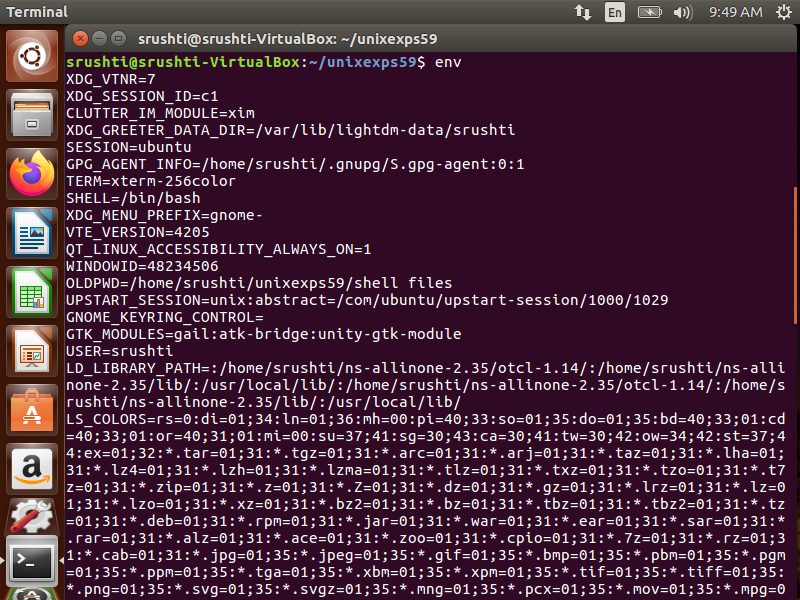 Terminal En 9:49 AM
srushti@srushti-VirtualBox: ~/unixexps59
srushti@srushti-VirtualBox:~/unixexps59$ env
XDG_VTNR=7
XDG_SESSION_ID=c1
CLUTTER_IM_MODULE=xim
XDG_GREETER_DATA_DIR=/var/lib/lightdm-data/srushti
SESSION=ubuntu
GPG_AGENT_INFO=/home/srushti/.gnupg/S.gpg-agent:0:1
TERM=xterm-256color
SHELL=/bin/bash
XDG_MENU_PREFIX=gnome-
VTE_VERSION=4205
QT_LINUX_ACCESSIBILITY_ALWAYS_ON=1
WINDOWID=48234506
OLDPWD=/home/srushti/unixexps59/shell files
UPSTART_SESSION=unix:abstract=/com/ubuntu/upstart-session/1000/1029
GNOME_KEYRING_CONTROL=
GTK_MODULES=gail:atk-bridge:unity-gtk-module
USER=srushti
LD_LIBRARY_PATH=:/home/srushti/ns-allinone-2.35/otcl-1.14/:/home/srushti/ns-alli
none-2.35/lib/:/usr/local/lib/:/home/srushti/ns-allinone-2.35/otcl-1.14/:/home/s
rushti/ns-allinone-2.35/lib/:/usr/local/lib/
LS_COLORS=rs=0:di=01;34:ln=01;36:mh=00:pi=40;33:so=01;35:do=01;35:bd=40;33;01:cd
=40;33;01:or=40;31;01:mi=00:su=37;41:sg=30;43:ca=30;41:tw=30;42:ow=34;42:st=37;4
4:ex=01;32:*.tar=01;31:*.tgz=01;31:*.arc=01;31:*.arj=01;31:*.taz=01;31:*.lha=01;
31:*.lz4=01;31:*.lzh=01;31:*.lzma=01;31:*.tlz=01;31:*.txz=01;31:*.tzo=01;31:*.t7
z=01;31:*.zip=01;31:*.z=01;31:*.Z=01;31:*.dz=01;31:*.gz=01;31:*.lrz=01;31:*.lz=0
1;31:*.lzo=01;31:*.xz=01;31:*.bz2=01;31:*.bz=01;31:*.tbz=01;31:*.tbz2=01;31:*.tz
=01;31:*.deb=01;31:*.rpm=01;31:*.jar=01;31:*.war=01;31:*.ear=01;31:*.sar=01;31:*
.rar=01;31:*.alz=01;31:*.ace=01;31:*.zoo=01;31:*.cpio=01;31:*.7z=01;31:*.rz=01;3
1:*.cab=01;31:*.jpg=01;35:*.jpeg=01;35:*.gif=01;35:*.bmp=01;35:*.pbm=01;35:*.pgm
=01;35:*.ppm=01;35:*.tga=01;35:*.xbm=01;35:*.xpm=01;35:*.tif=01;35:*.tiff=01;35:
*.png=01;35:*.svg=01;35:*.svgz=01;35:*.mng=01;35:*.pcx=01;35:*.mov=01;35:*.mpg=0